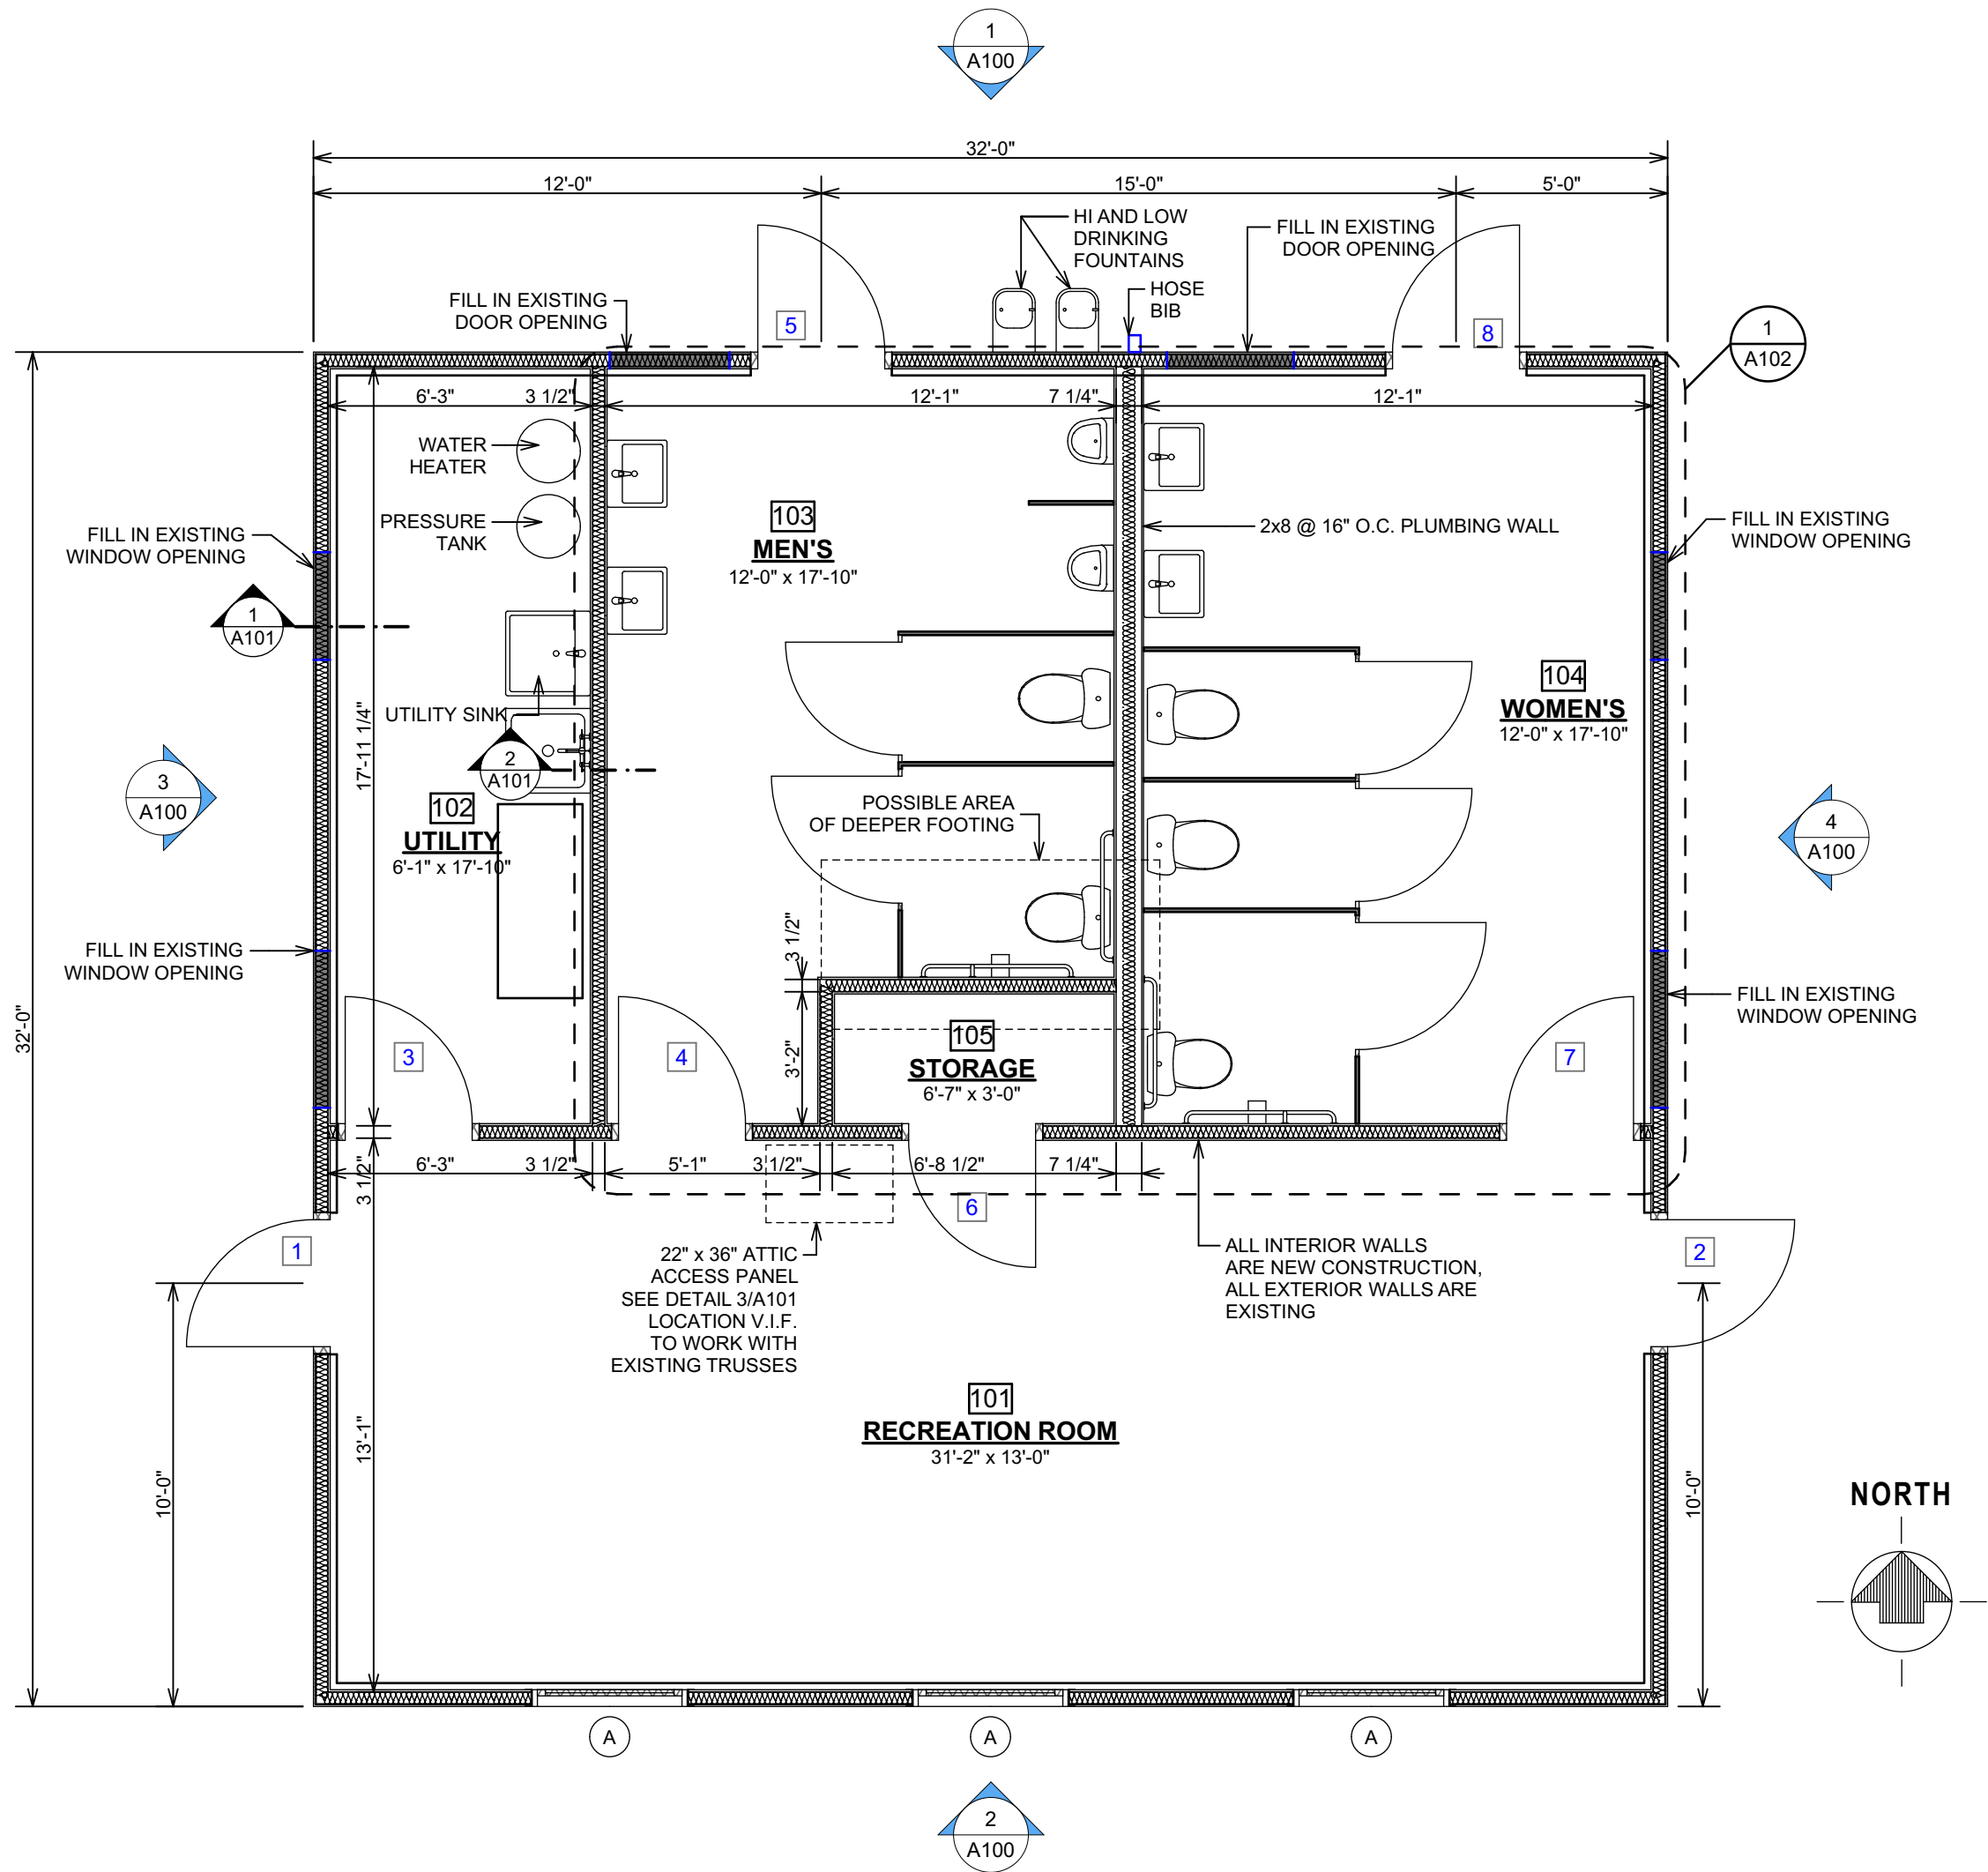 1
A100
32'-0"
12'-0"
15'-0"
5'-0"
HI AND LOW
DRINKING
FOUNTAINS
FILL IN EXISTING
DOOR OPENING
HOSE
BIB
FILL IN EXISTING
DOOR OPENING
5
8
1
A102
6'-3"
3 1/2"
12'-1"
7 1/4"
12'-1"
WATER
HEATER
PRESSURE
TANK
103
MEN'S
12'-0" x 17'-10"
2x8 @ 16" O.C. PLUMBING WALL
FILL IN EXISTING
WINDOW OPENING
FILL IN EXISTING
WINDOW OPENING
1
A101
UTILITY SINK
17'-11 1/4"
2
A101
104
WOMEN'S
12'-0" x 17'-10"
3
A100
102
UTILITY
6'-1" x 17'-10"
POSSIBLE AREA
OF DEEPER FOOTING
4
A100
FILL IN EXISTING
WINDOW OPENING
3 1/2"
3'-2"
FILL IN EXISTING
WINDOW OPENING
32'-0"
3
4
105
STORAGE
6'-7" x 3'-0"
7
3 1/2"
6'-3"
3 1/2"
5'-1"
3 1/2"
6'-8 1/2"
7 1/4"
6
1
2
22" x 36" ATTIC
ACCESS PANEL
SEE DETAIL 3/A101
LOCATION V.I.F.
TO WORK WITH
EXISTING TRUSSES
ALL INTERIOR WALLS
ARE NEW CONSTRUCTION,
ALL EXTERIOR WALLS ARE
EXISTING
101
RECREATION ROOM
31'-2" x 13'-0"
13'-1"
10'-0"
10'-0"
NORTH
A
A
A
2
A100